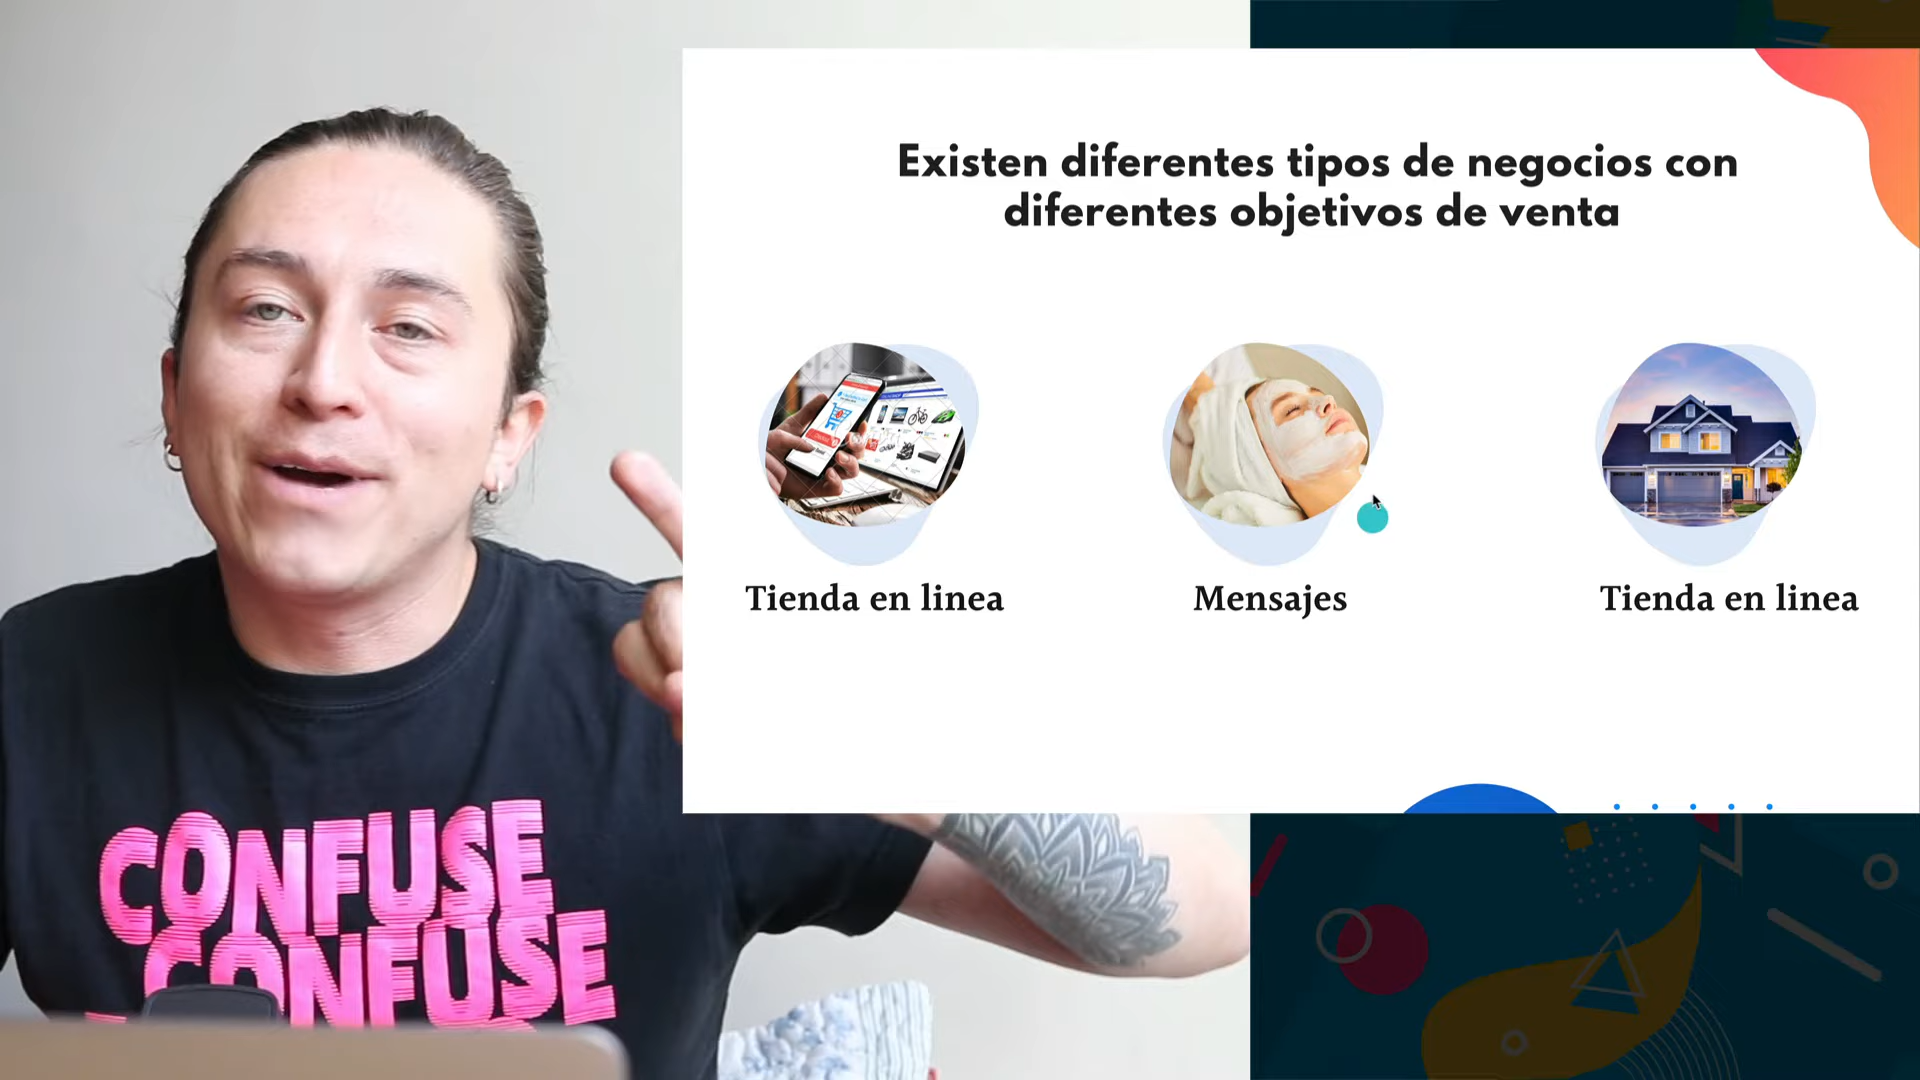 Existen diferentes tipos de negocios con
diferentes objetivos de venta
Tienda en linea
Mensajes
Tienda en linea
CONFUSE
CONFUSE